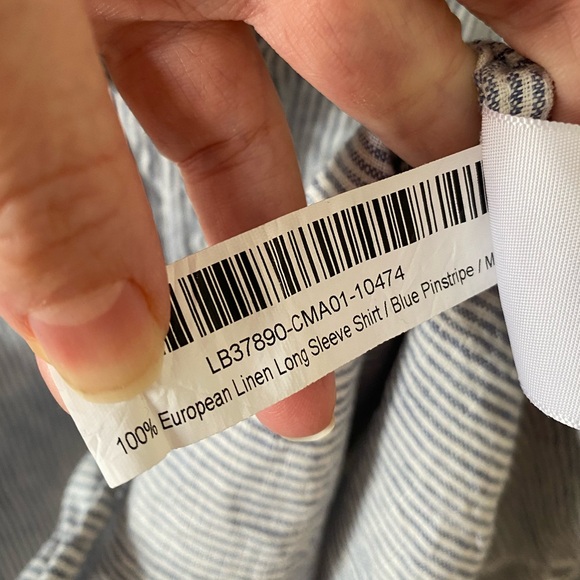 LB37890-CMA01-10474
100% European Linen Long Sleeve Shirt / Blue Pinstripe / M